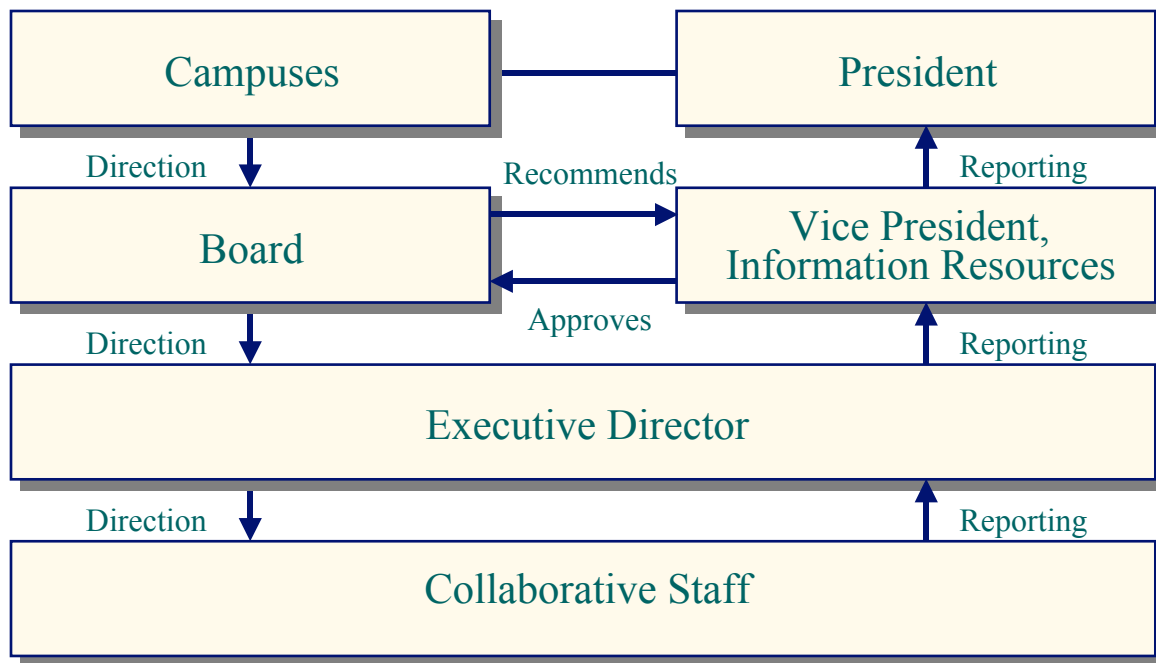 Campuses
President
Direction
Recommends
Reporting
Board
Vice President,
Information Resources
Approves
Direction
Reporting
Executive Director
Direction
Reporting
Collaborative Staff